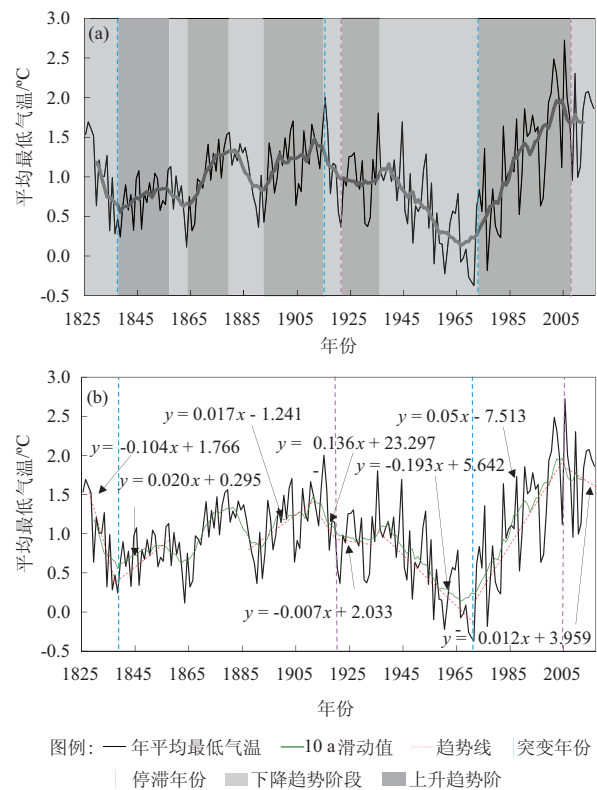 3.0
(a)
2.5
2.0
1.5
1.0
0.5
0.0
-0.5
平均最低气温/ºC
1825 1845 1865 1885 1905 1925 1945 1965 1985 2005
年份
3.0
(b)
2.5
2.0
1.5
1.0
0.5
0.0
-0.5
平均最低气温/ºC
y = 0.017x - 1.241
y = 0.05x - 7.513
y = -0.104x + 1.766
y = 0.136x + 23.297
-
y = -0.193x + 5.642
y = 0.020x + 0.295
y = -0.007x + 2.033
-
y = 0.012x + 3.959
1825 1845 1865 1885 1905 1925 1945 1965 1985 2005
年份
图例: 年平均最低气温 10 a滑动值 趋势线 突变年份
停滞年份 下降趋势阶段 上升趋势阶